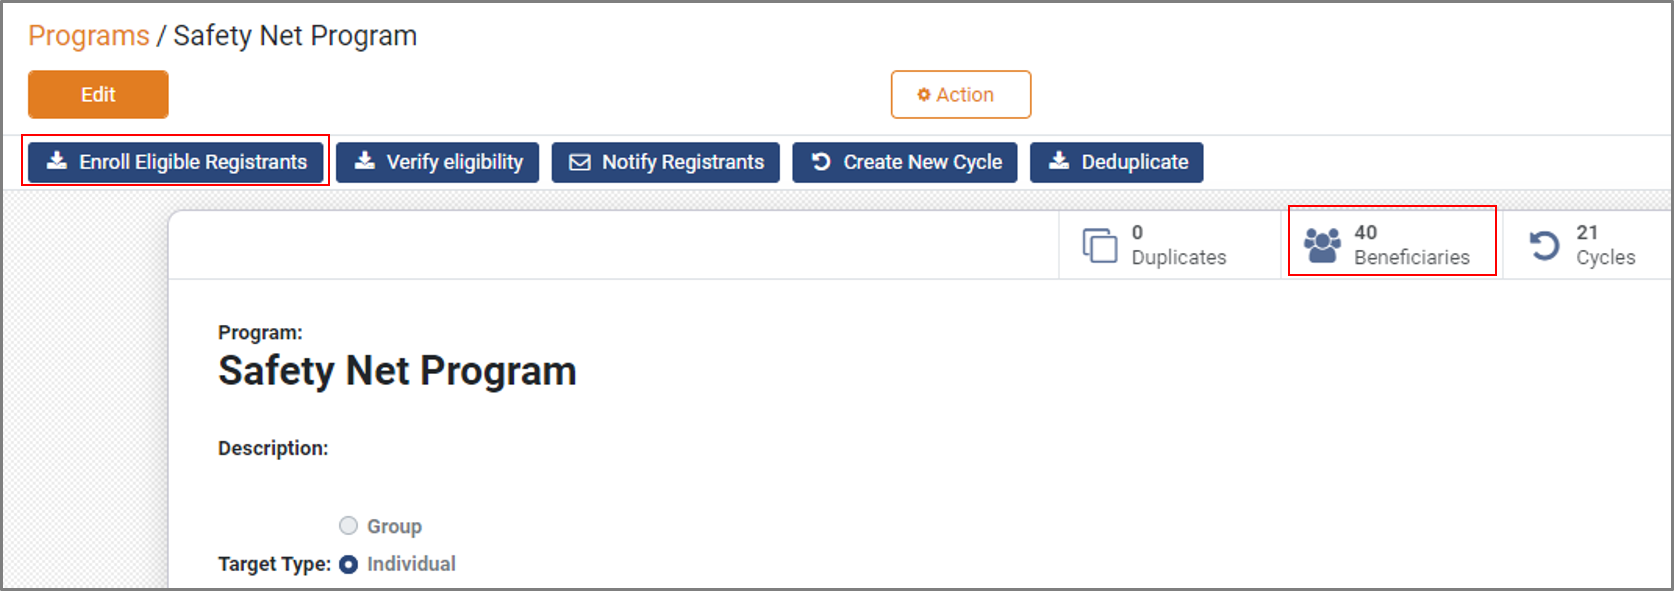 Programs / Safety Net Program
Edit
Action
Enroll Eligible Registrants
Verify eligibility
Notify Registrants
Create New Cycle
Deduplicate
0
Duplicates
40
Beneficiaries
21
Cycles
Program:
Safety Net Program
Description:
Group
Target Type: Individual